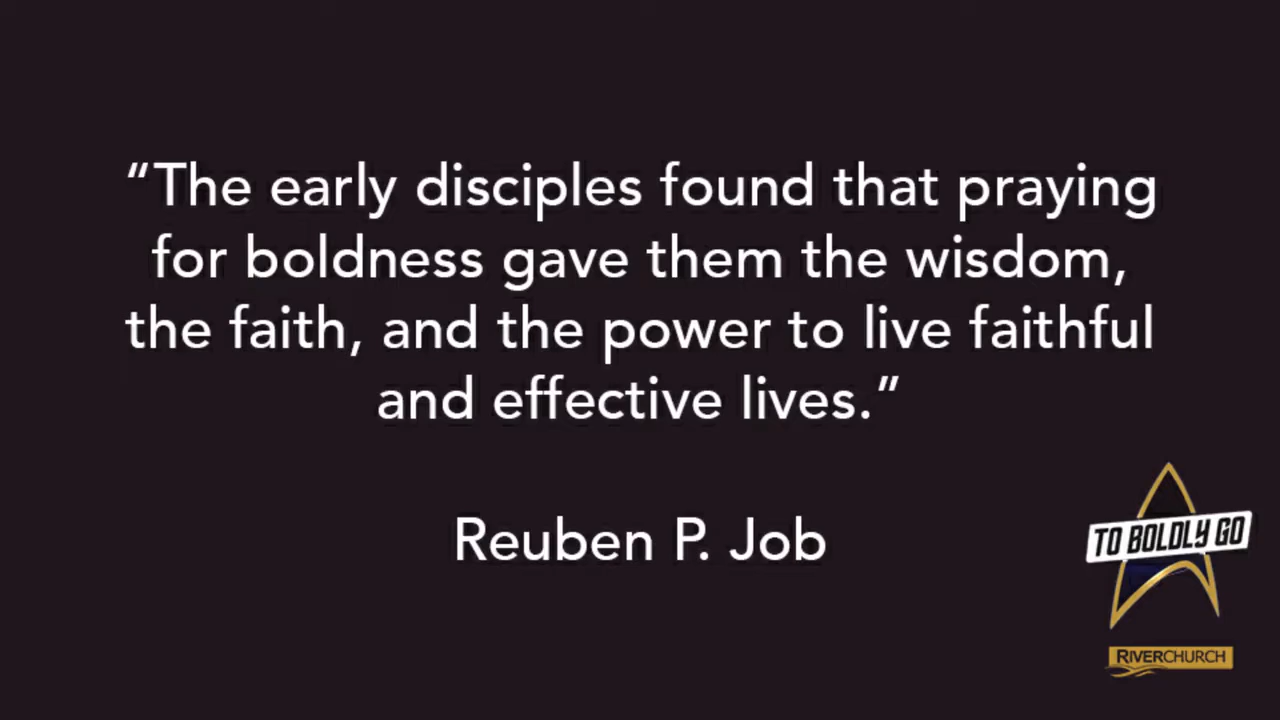 “The early disciples found that praying
for boldness gave them the wisdom,
the faith, and the power to live faithful
and effective lives.”
Reuben P. Job
TO BOLDLY GO
RIVERCHURCH